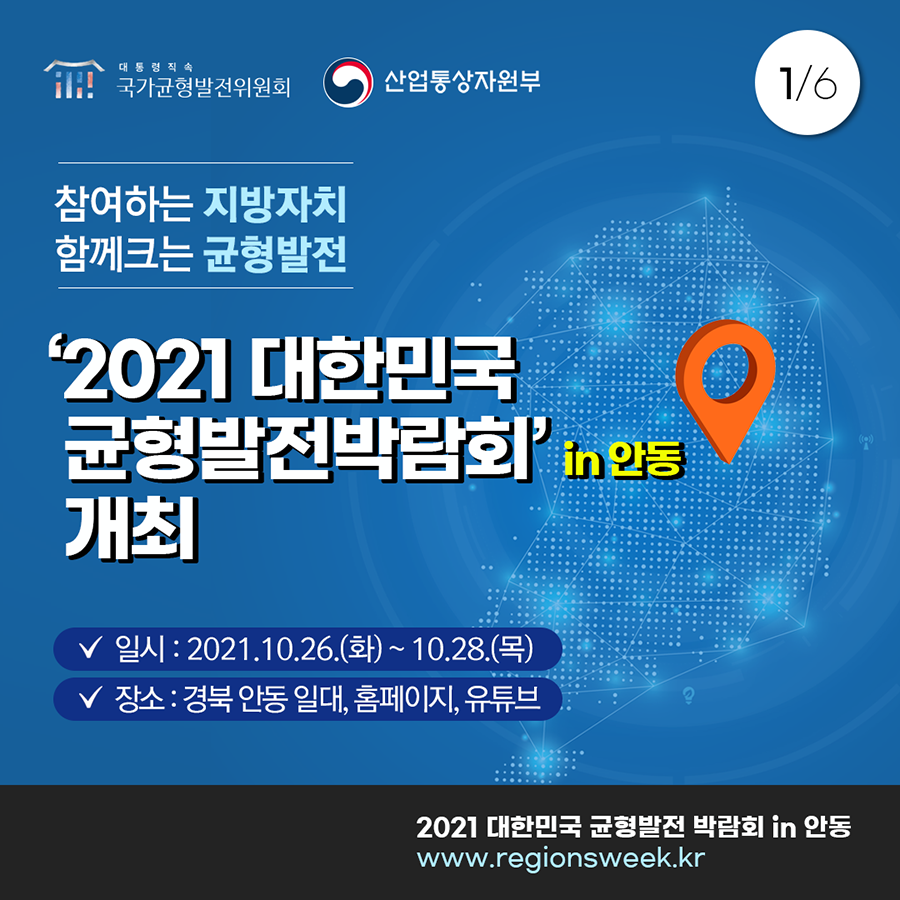 대통령직속
국가균형발전위원회
산업통상자원부
1/6
참여하는 지방자치
함께크는 균형발전
‘2021 대한민국
균형발전박람회’ in 안동
개최
✓ 일시 : 2021.10.26.(화) ~ 10.28.(목)
✓ 장소 : 경북 안동 일대, 홈페이지, 유튜브
2021 대한민국 균형발전 박람회 in 안동
www.regionsweek.kr